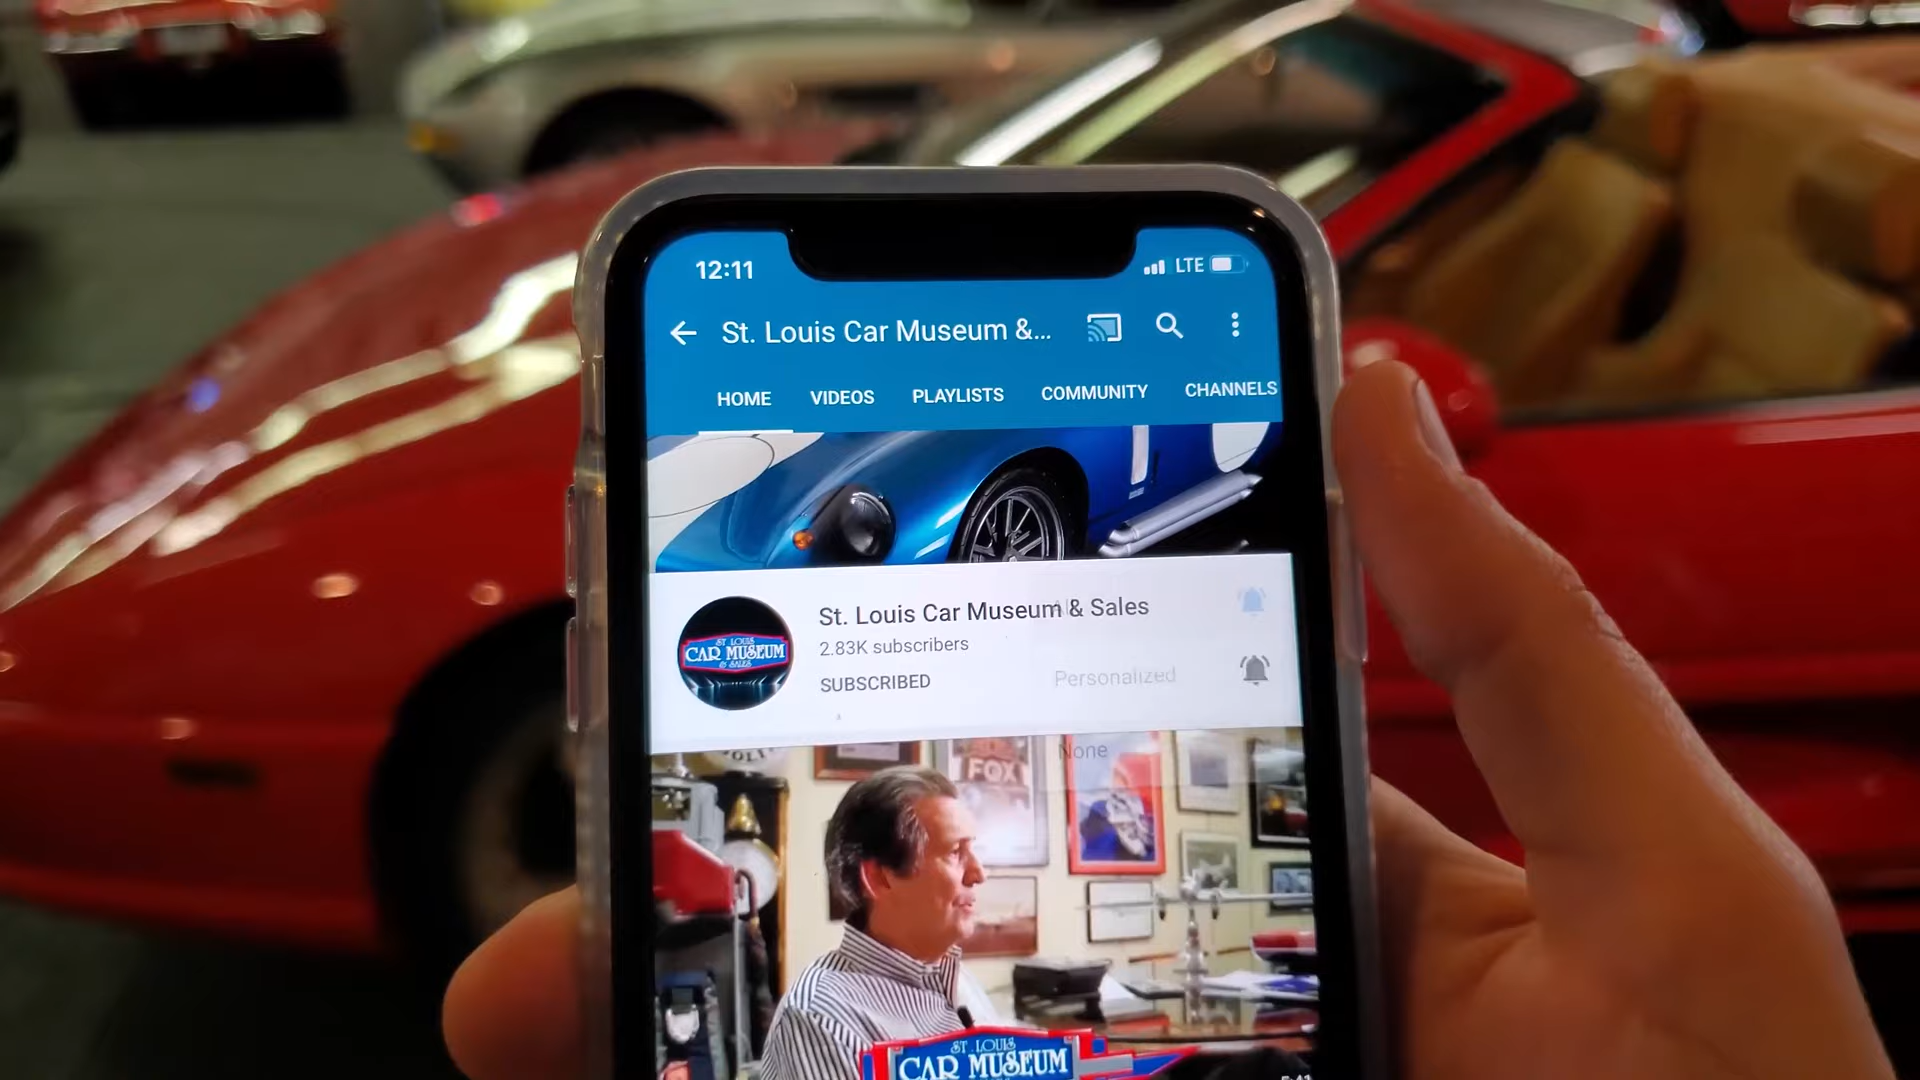 12:11
LTE
St. Louis Car Museum &...
HOME VIDEOS PLAYLISTS COMMUNITY CHANNELS
St. Louis Car Museum & Sales
2.83K subscribers
SUBSCRIBED
Personalized
None
ST LOUIS
CAR MUSEUM
& SALES
FOX
ST. LOUIS
CAR MUSEUM